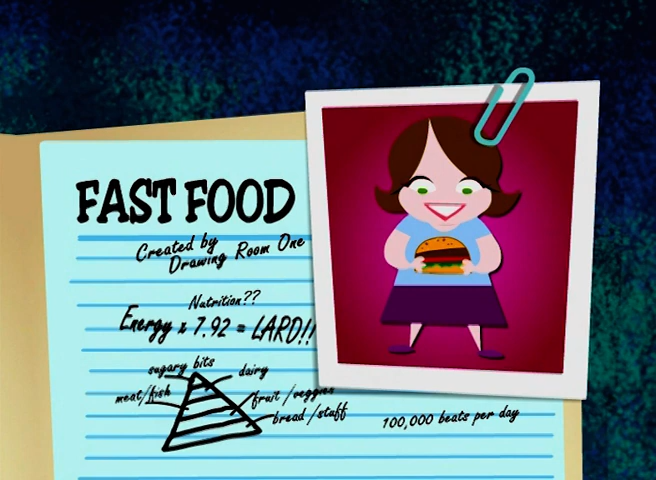 FAST FOOD
Created by
Drawing Room One
Nutrition??
Energy x 7.92 = LARD!!
sugary bits
dairy
meat/fish
fruit/veggies
bread/stuff
100,000 beats per day